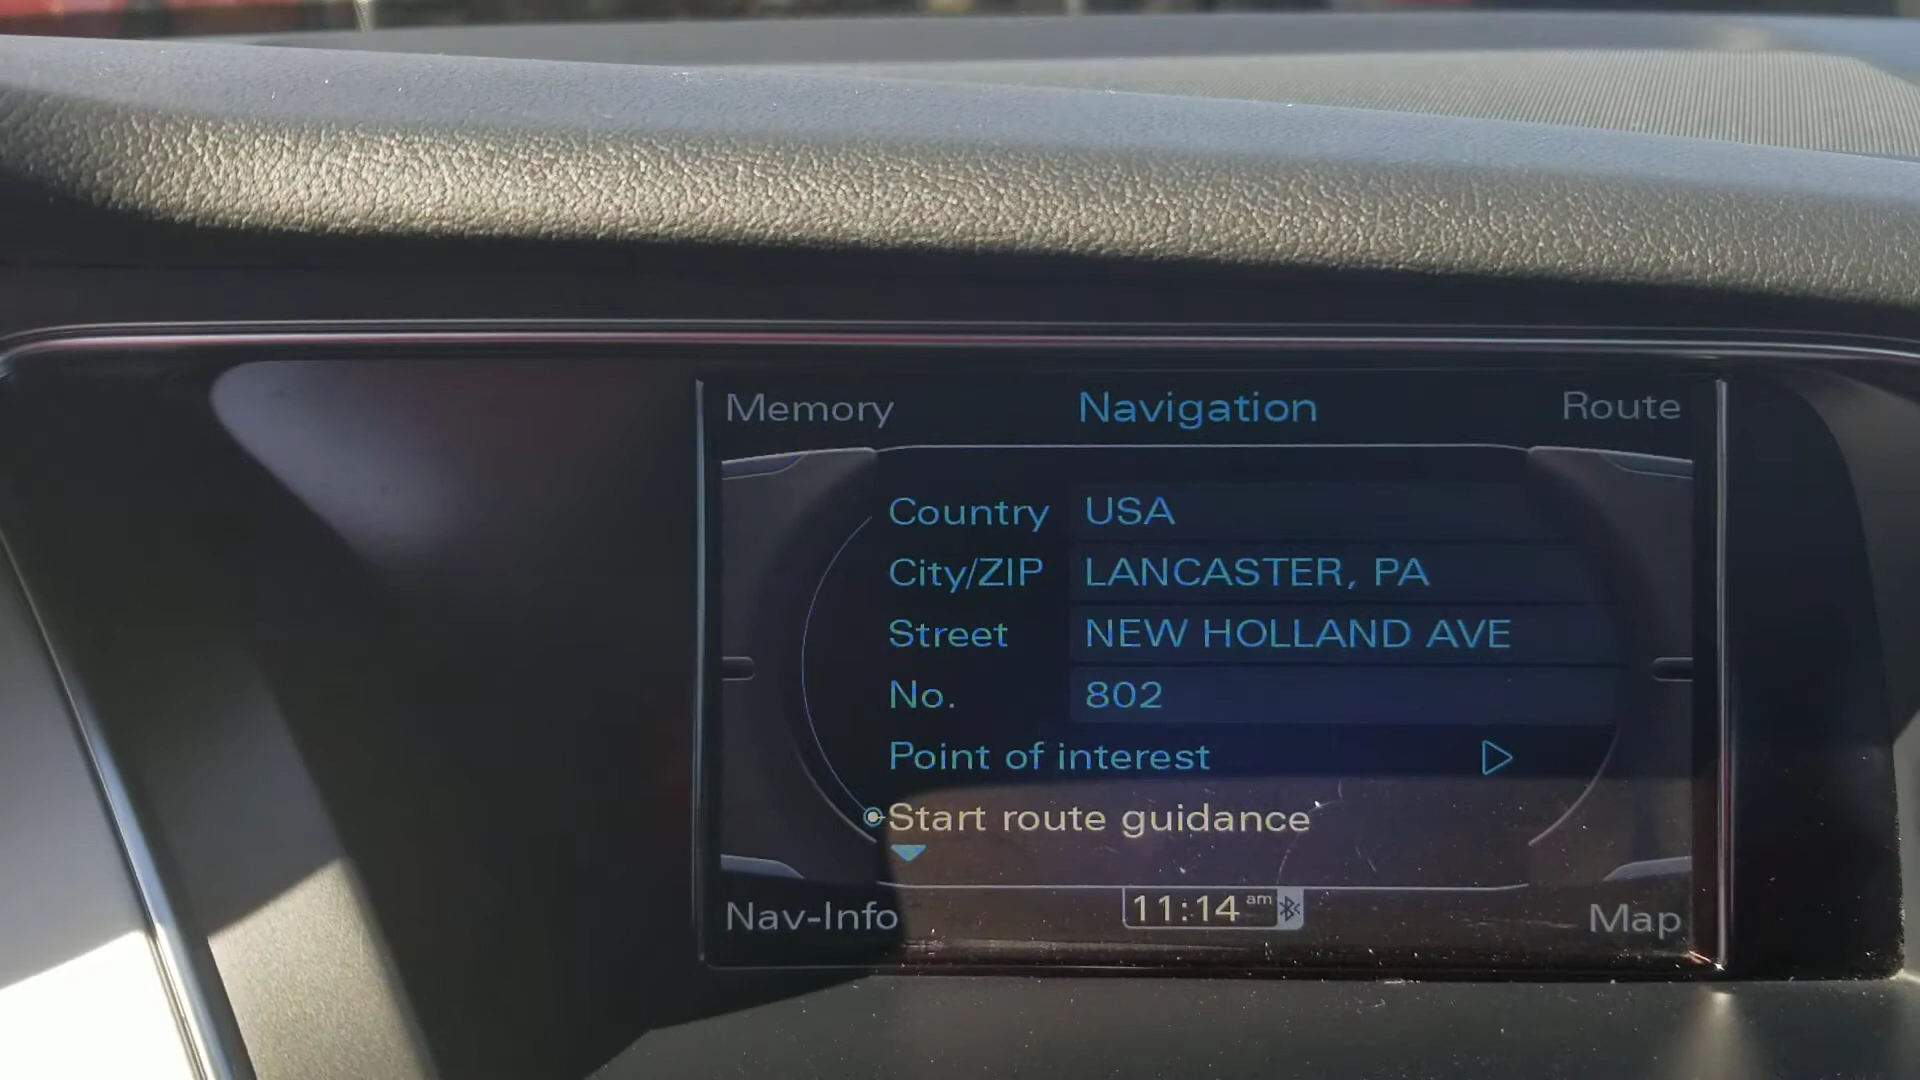 Memory Navigation Route
Country USA
City/ZIP LANCASTER, PA
Street NEW HOLLAND AVE
No. 802
Point of interest
Start route guidance
Nav-Info 11:14 am Map